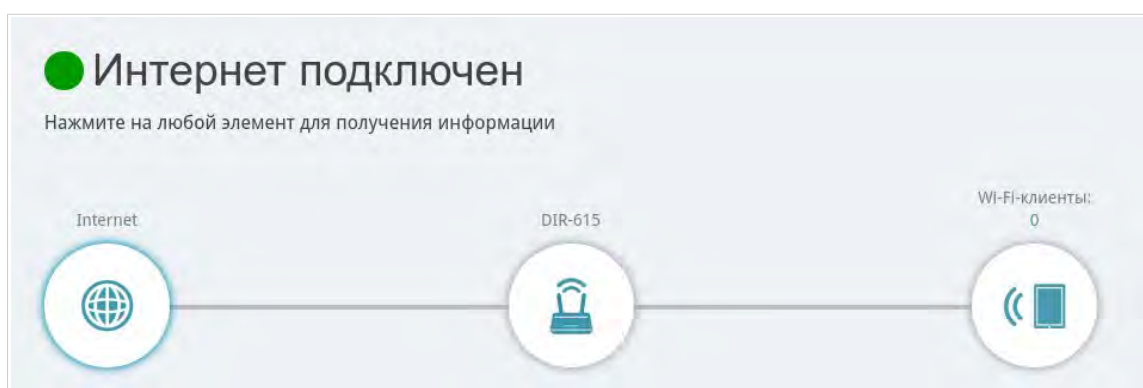 Интернет подключен
Нажмите на любой элемент для получения информации
Internet
DIR-615
Wi-Fi-клиенты:
0